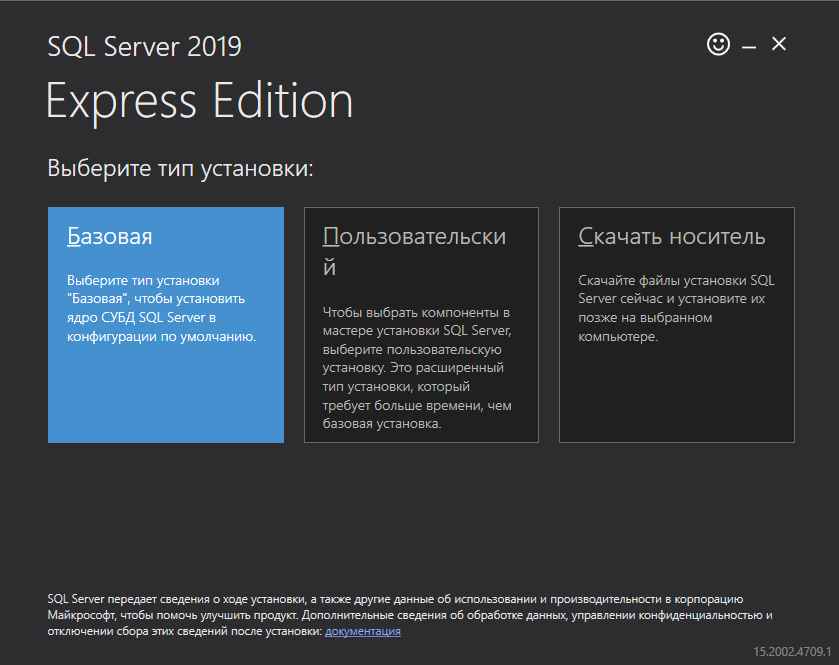 SQL Server 2019
Express Edition
Выберите тип установки:
Базовая
Выберите тип установки
"Базовая", чтобы установить
ядро СУБД SQL Server в
конфигурации по умолчанию.
Пользовательски
й
Чтобы выбрать компоненты в
мастере установки SQL Server,
выберите пользовательскую
установку. Это расширенный
тип установки, который
требует больше времени, чем
базовая установка.
Скачать носитель
Скачайте файлы установки SQL
Server сейчас и установите их
позже на выбранном
компьютере.
SQL Server передает сведения о ходе установки, а также другие данные об использовании и производительности в корпорацию
Майкрософт, чтобы помочь улучшить продукт. Дополнительные сведения об обработке данных, управлении конфиденциальностью и
отключении сбора этих сведений после установки: документация
15.2002.4709.1